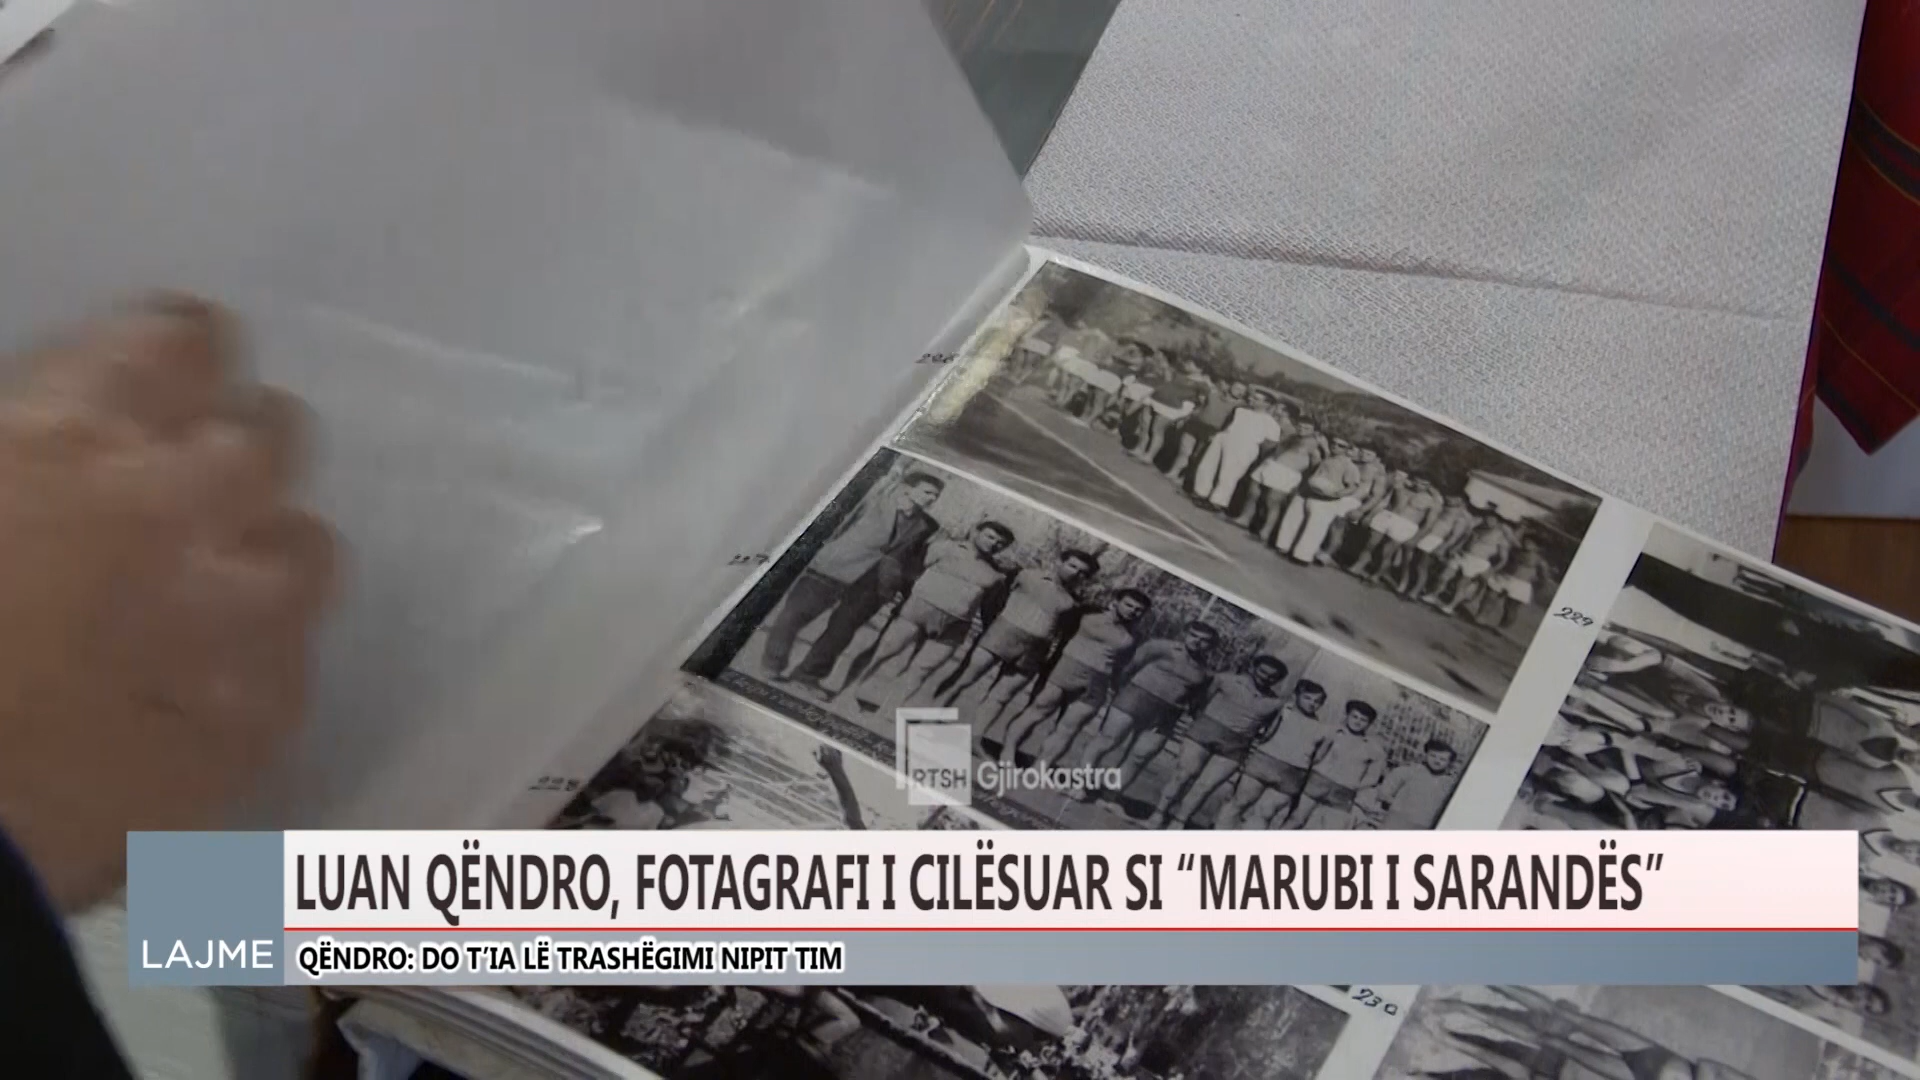 229
RTSH Gjirokastra
LUAN QËNDRO, FOTAGRAFI I CILËSUAR SI “MARUBI I SARANDËS”
LAJME
QËNDRO: DO T’IA LË TRASHËGIMI NIPIT TIM
230